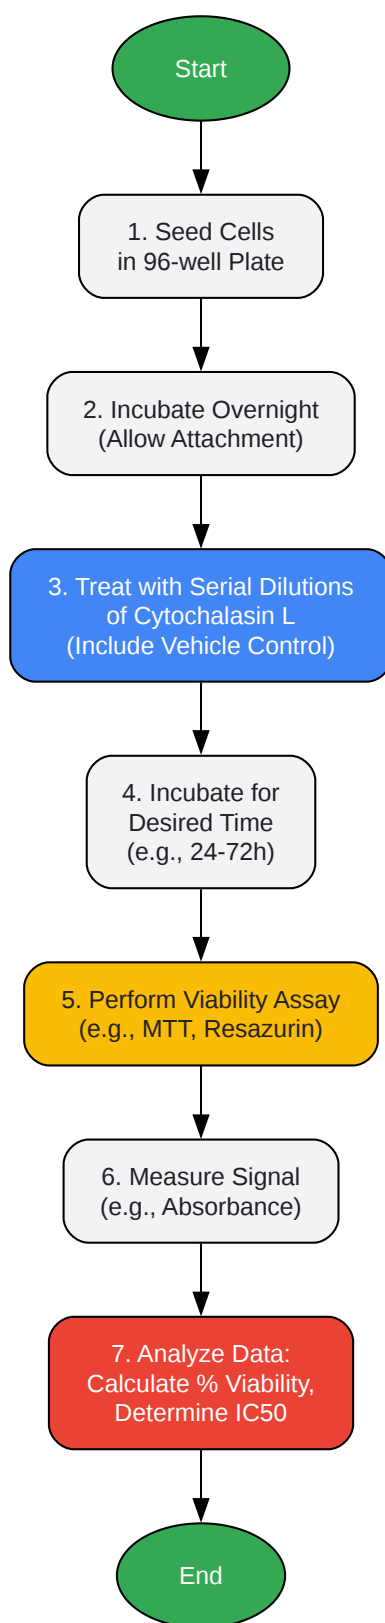 Start
1. Seed Cells
in 96-well Plate
2. Incubate Overnight
(Allow Attachment)
3. Treat with Serial Dilutions
of Cytochalasin L
(Include Vehicle Control)
4. Incubate for
Desired Time
(e.g., 24-72h)
5. Perform Viability Assay
(e.g., MTT, Resazurin)
6. Measure Signal
(e.g., Absorbance)
7. Analyze Data:
Calculate % Viability,
Determine IC50
End